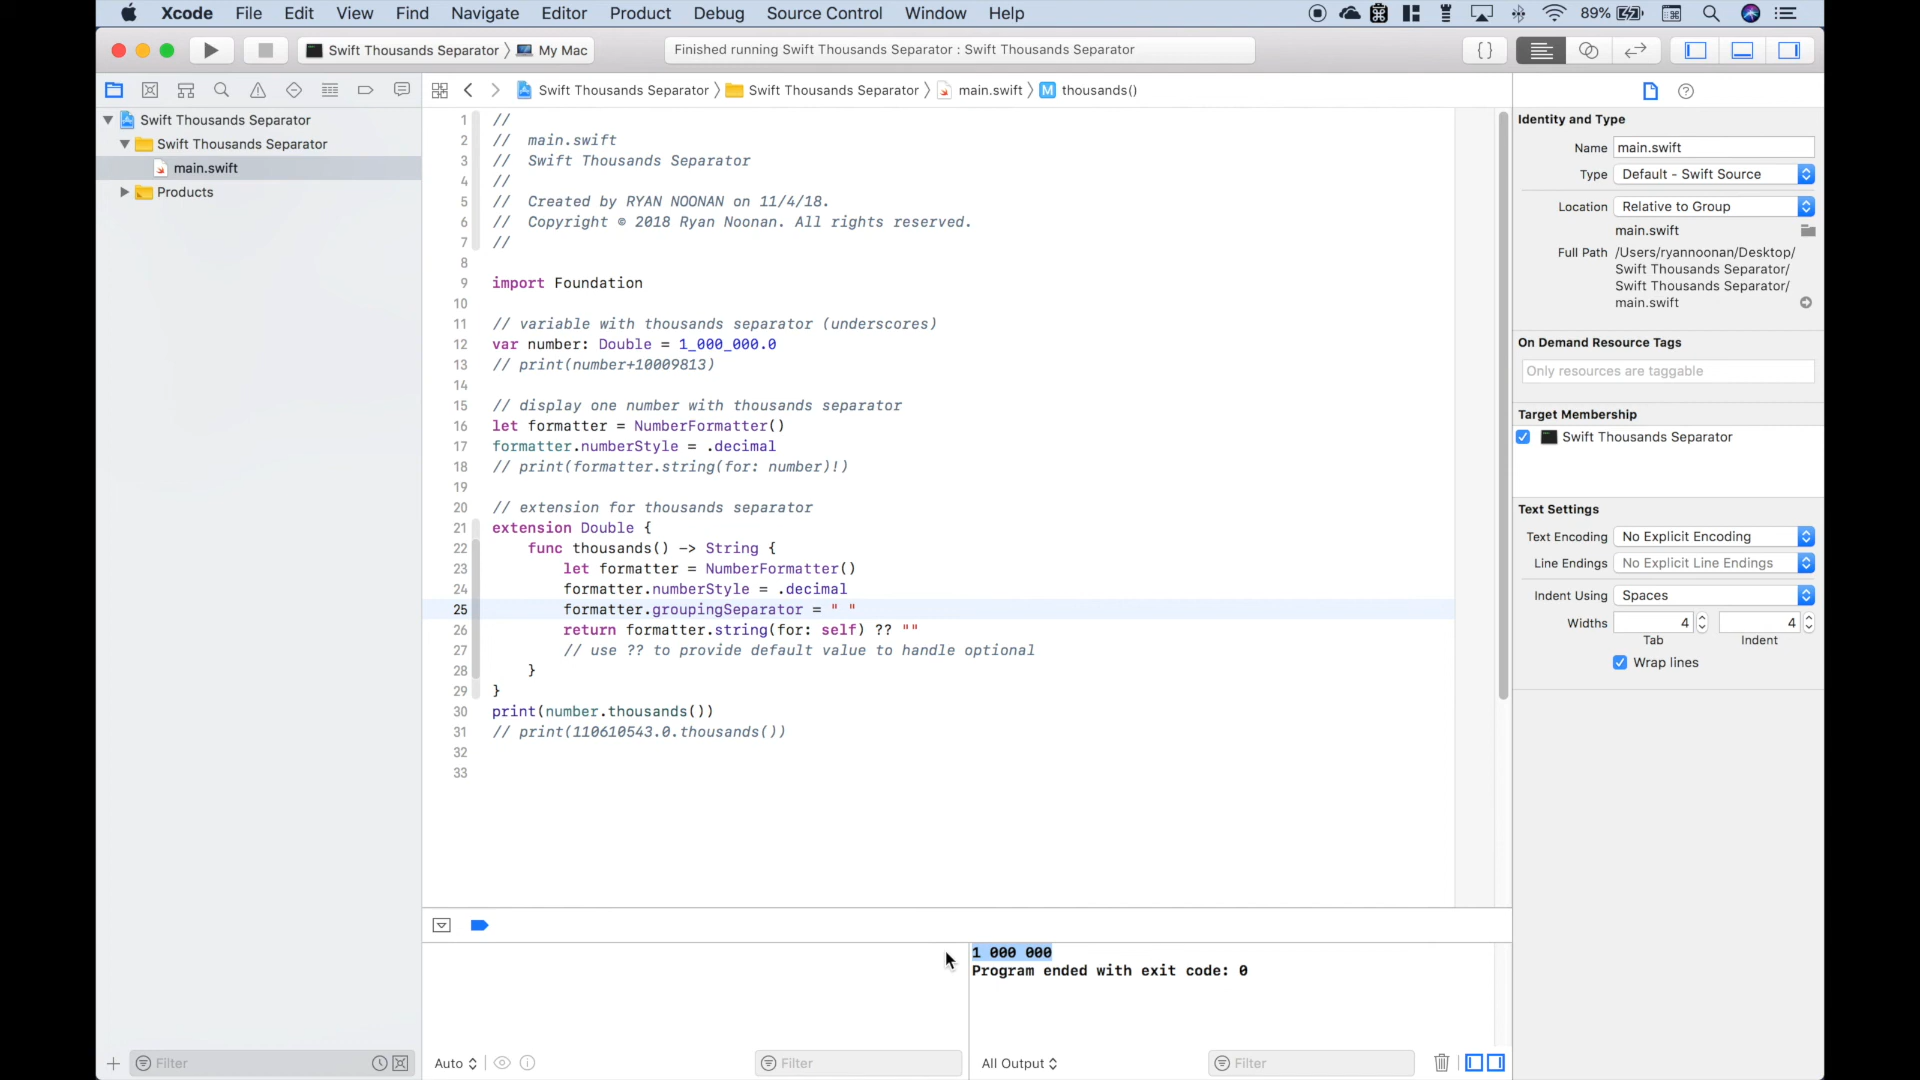 Xcode File Edit View Find Navigate Editor Product Debug Source Control Window Help 89%
Swift Thousands Separator My Mac
Finished running Swift Thousands Separator : Swift Thousands Separator
{ }
Swift Thousands Separator
Swift Thousands Separator
main.swift
Products
Swift Thousands Separator Swift Thousands Separator main.swift M thousands()
1 //
2 // main.swift
3 // Swift Thousands Separator
4 //
5 // Created by RYAN NOONAN on 11/4/18.
6 // Copyright © 2018 Ryan Noonan. All rights reserved.
7 //
8
9 import Foundation
10
11 // variable with thousands separator (underscores)
12 var number: Double = 1_000_000.0
13 // print(number+10009813)
14
15 // display one number with thousands separator
16 let formatter = NumberFormatter()
17 formatter.numberStyle = .decimal
18 // print(formatter.string(for: number)!)
19
20 // extension for thousands separator
21 extension Double {
22 func thousands() -> String {
23 let formatter = NumberFormatter()
24 formatter.numberStyle = .decimal
25 formatter.groupingSeparator = " "
26 return formatter.string(for: self) ?? ""
27 // use ?? to provide default value to handle optional
28 }
29 }
30 print(number.thousands())
31 // print(110610543.0.thousands())
32
33
1 000 000
Program ended with exit code: 0
Filter
Auto
Filter
All Output
Filter
Identity and Type
Name main.swift
Type Default - Swift Source
Location Relative to Group
main.swift
Full Path /Users/ryannoonan/Desktop/
Swift Thousands Separator/
Swift Thousands Separator/
main.swift
On Demand Resource Tags
Only resources are taggable
Target Membership
Swift Thousands Separator
Text Settings
Text Encoding No Explicit Encoding
Line Endings No Explicit Line Endings
Indent Using Spaces
Widths 4 4
Tab Indent
Wrap lines